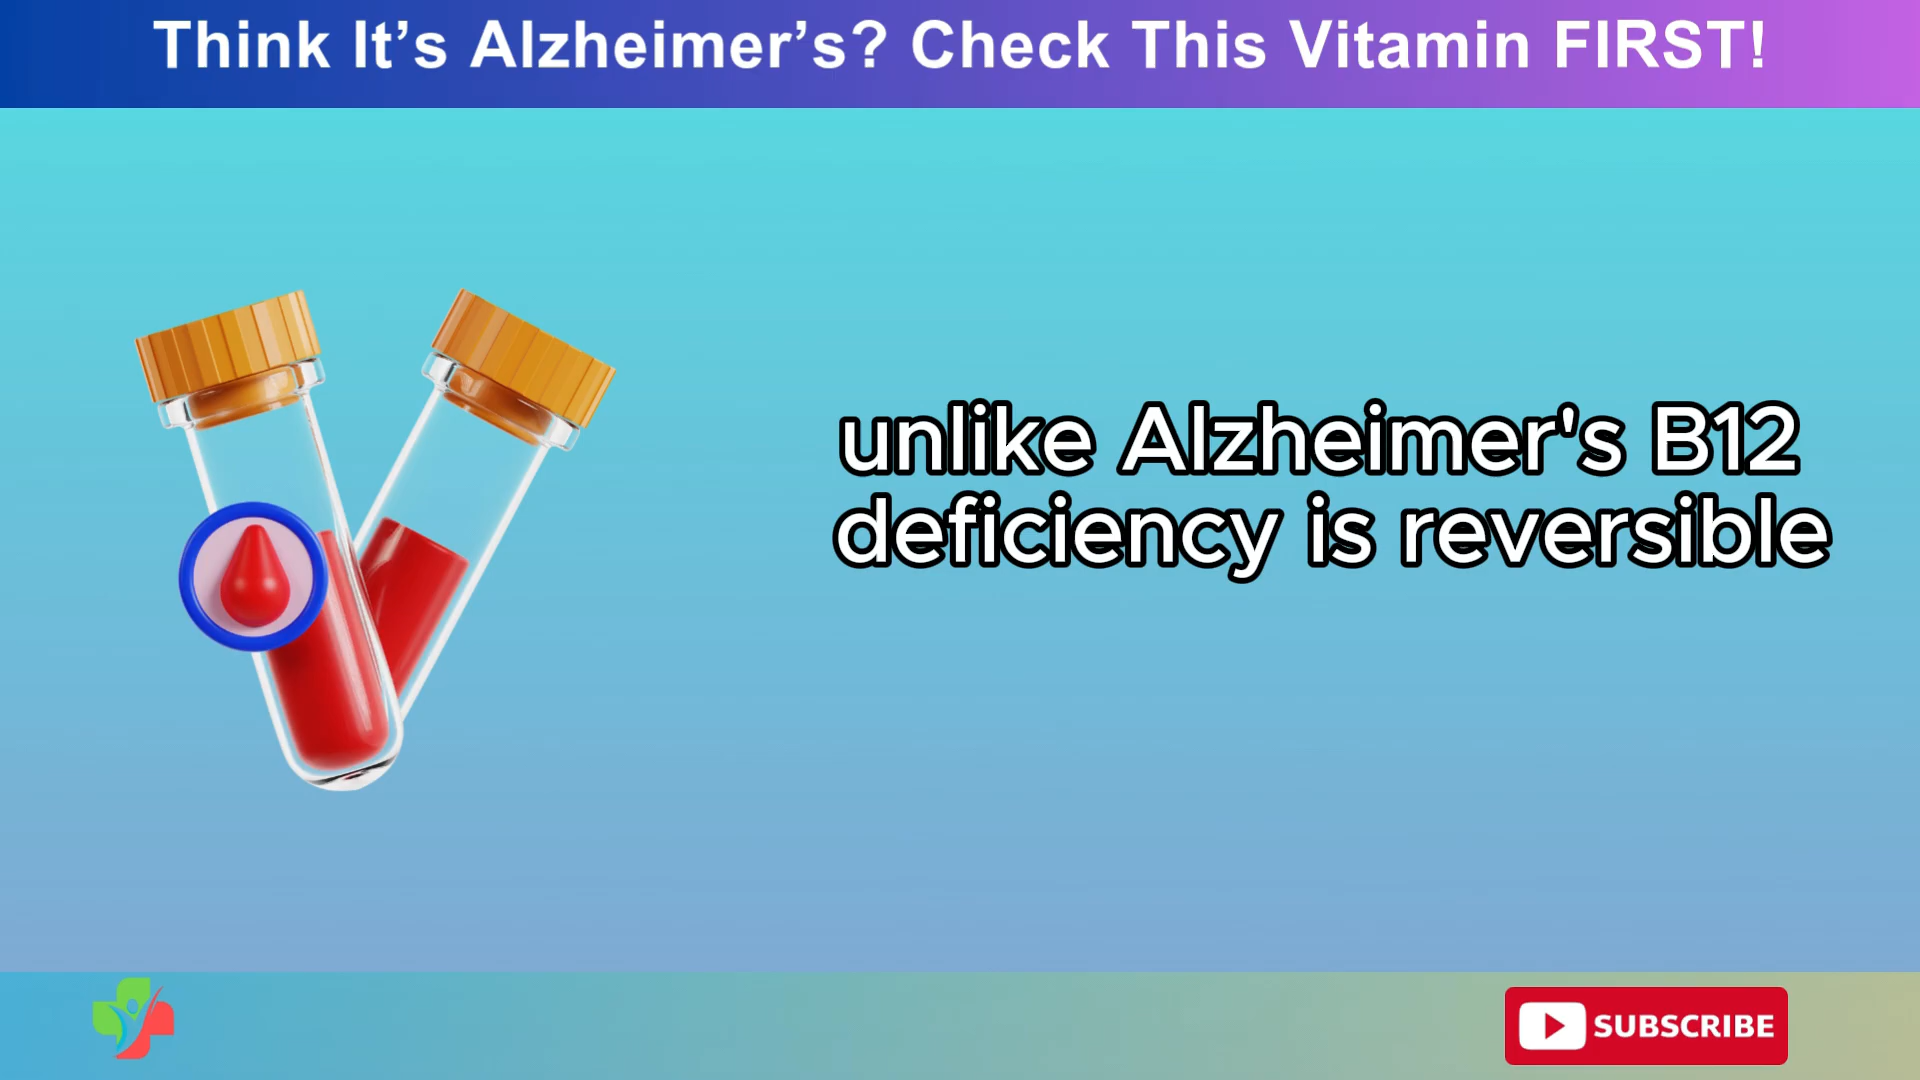 Think It’s Alzheimer’s? Check This Vitamin FIRST!
unlike Alzheimer's B12
deficiency is reversible
SUBSCRIBE